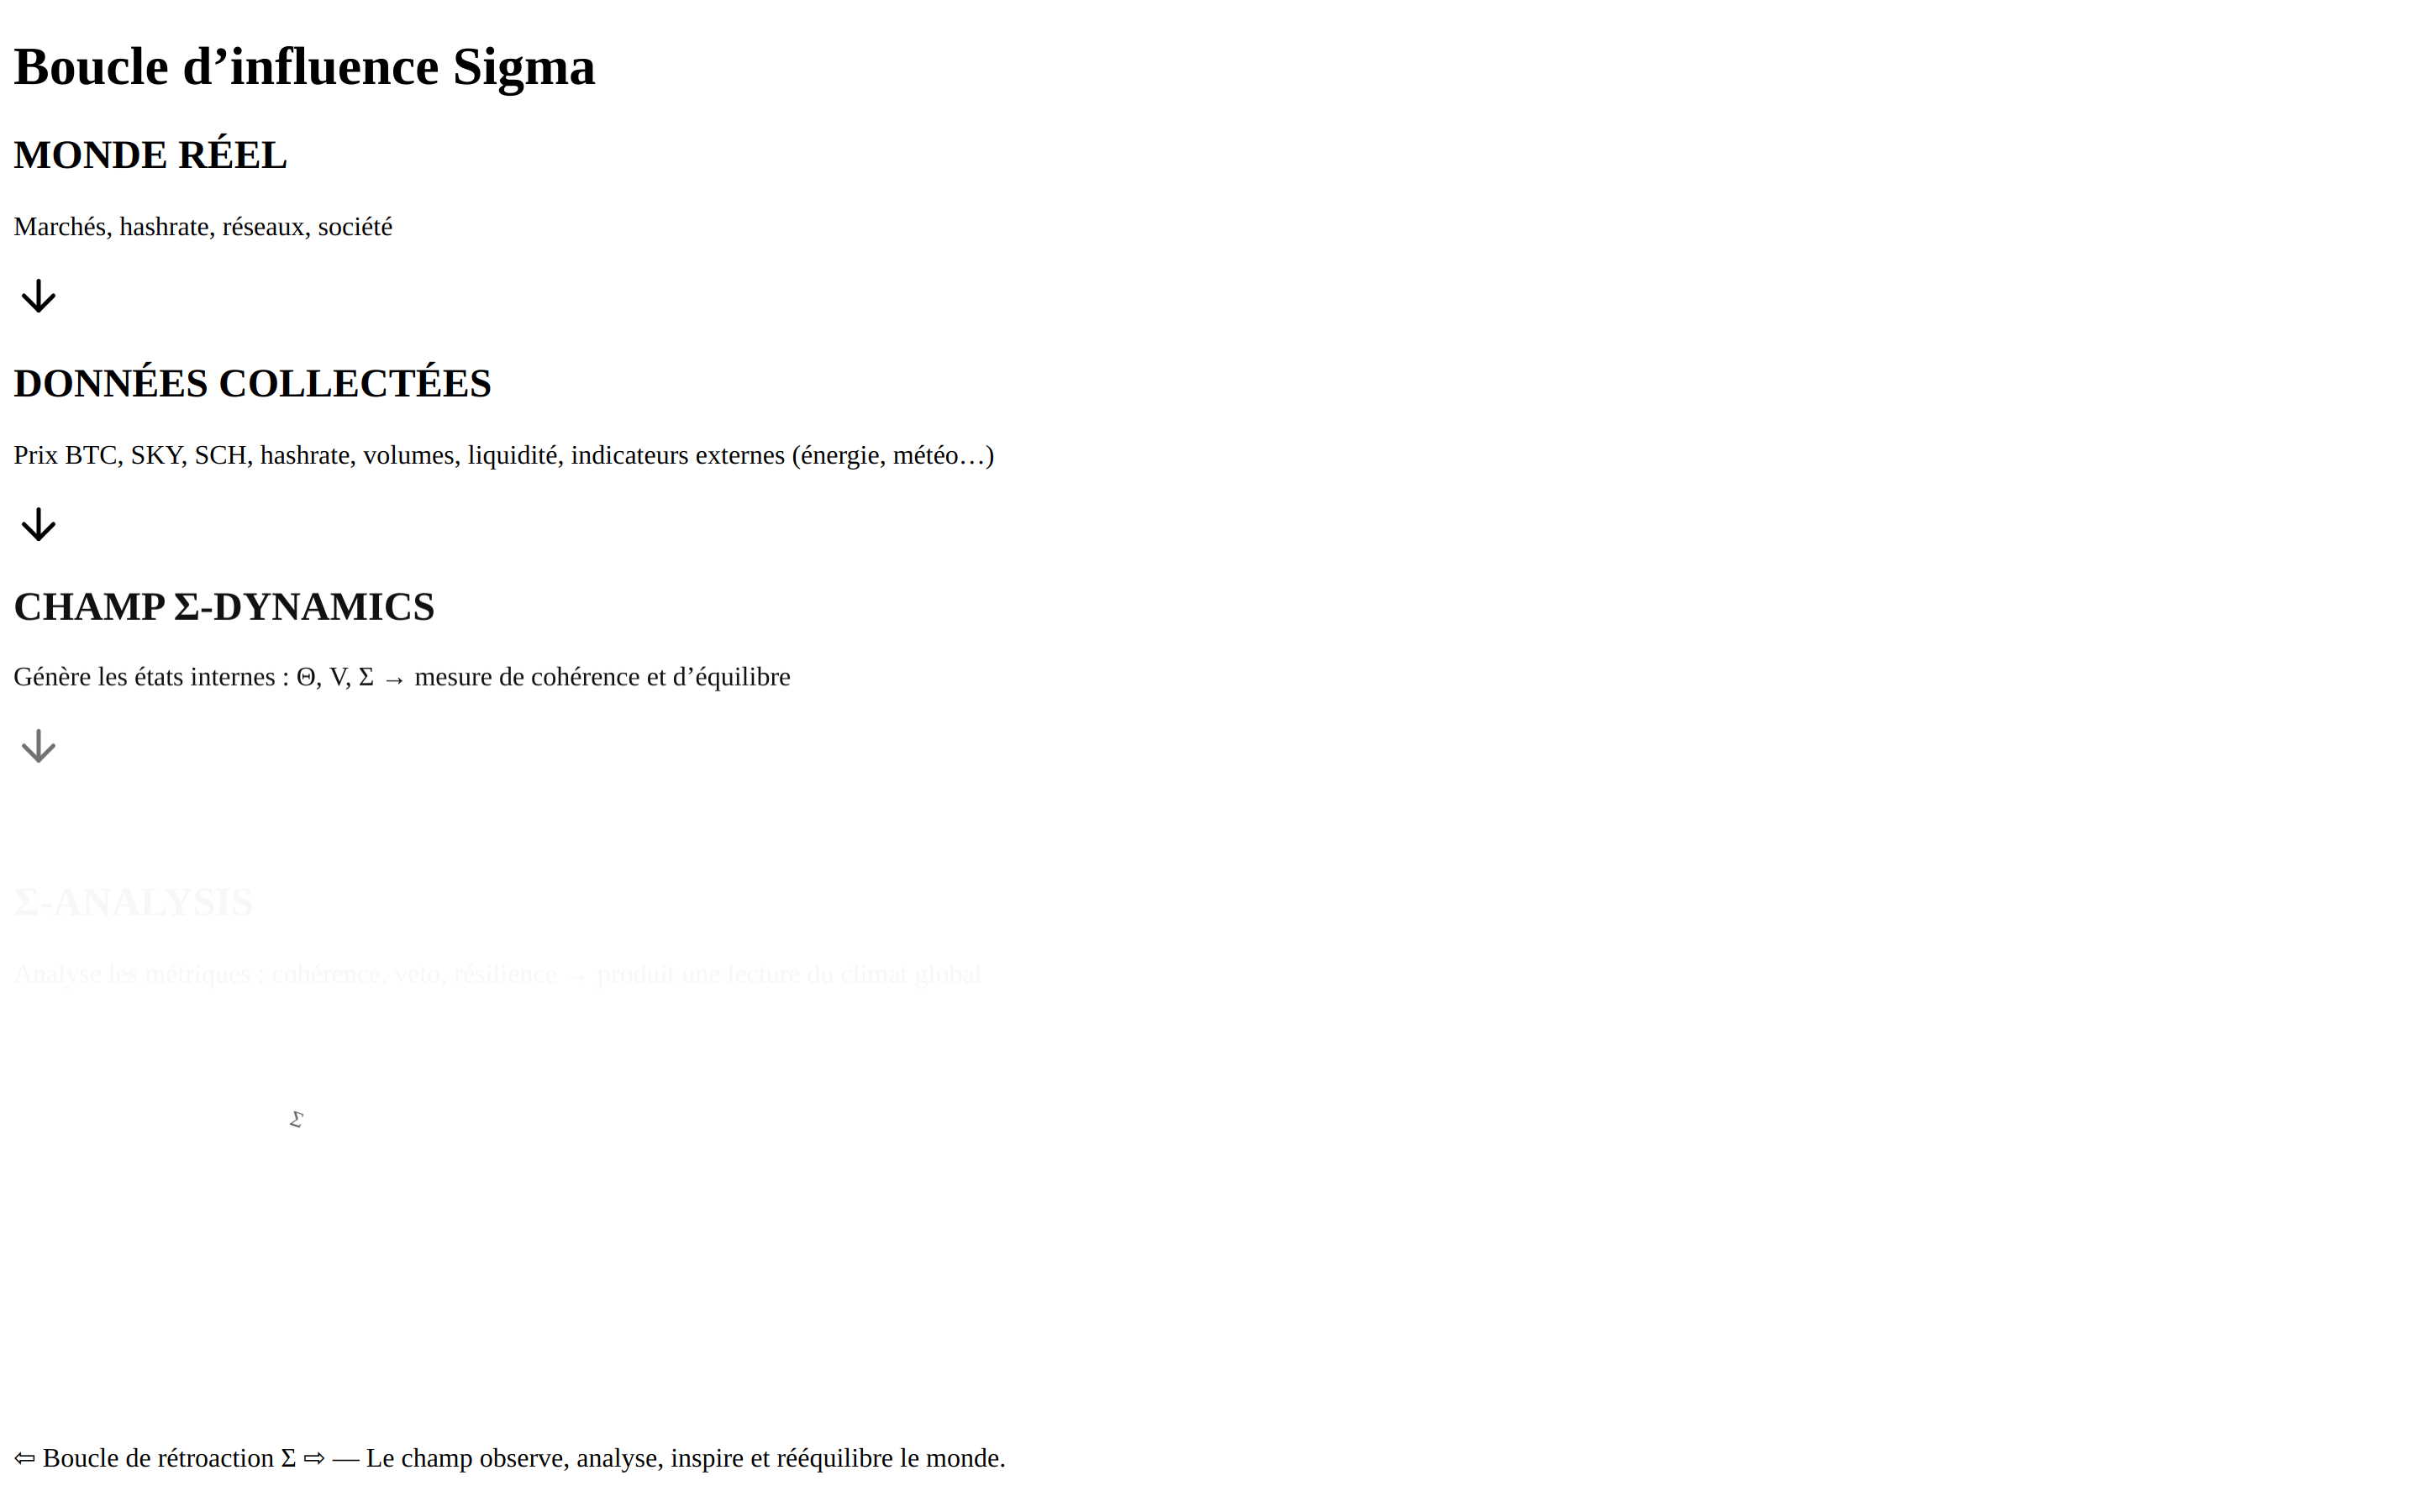 Boucle d’influence Sigma
MONDE RÉEL
Marchés, hashrate, réseaux, société
↓
DONNÉES COLLECTÉES
Prix BTC, SKY, SCH, hashrate, volumes, liquidité, indicateurs externes (énergie, météo…)
↓
CHAMP Σ-DYNAMICS
Génère les états internes : Θ, V, Σ → mesure de cohérence et d’équilibre
↓
Σ-ANALYSIS
Analyse les métriques : cohérence, veto, résilience → produit une lecture du climat global
Σ
⇦ Boucle de rétroaction Σ ⇨ — Le champ observe, analyse, inspire et rééquilibre le monde.